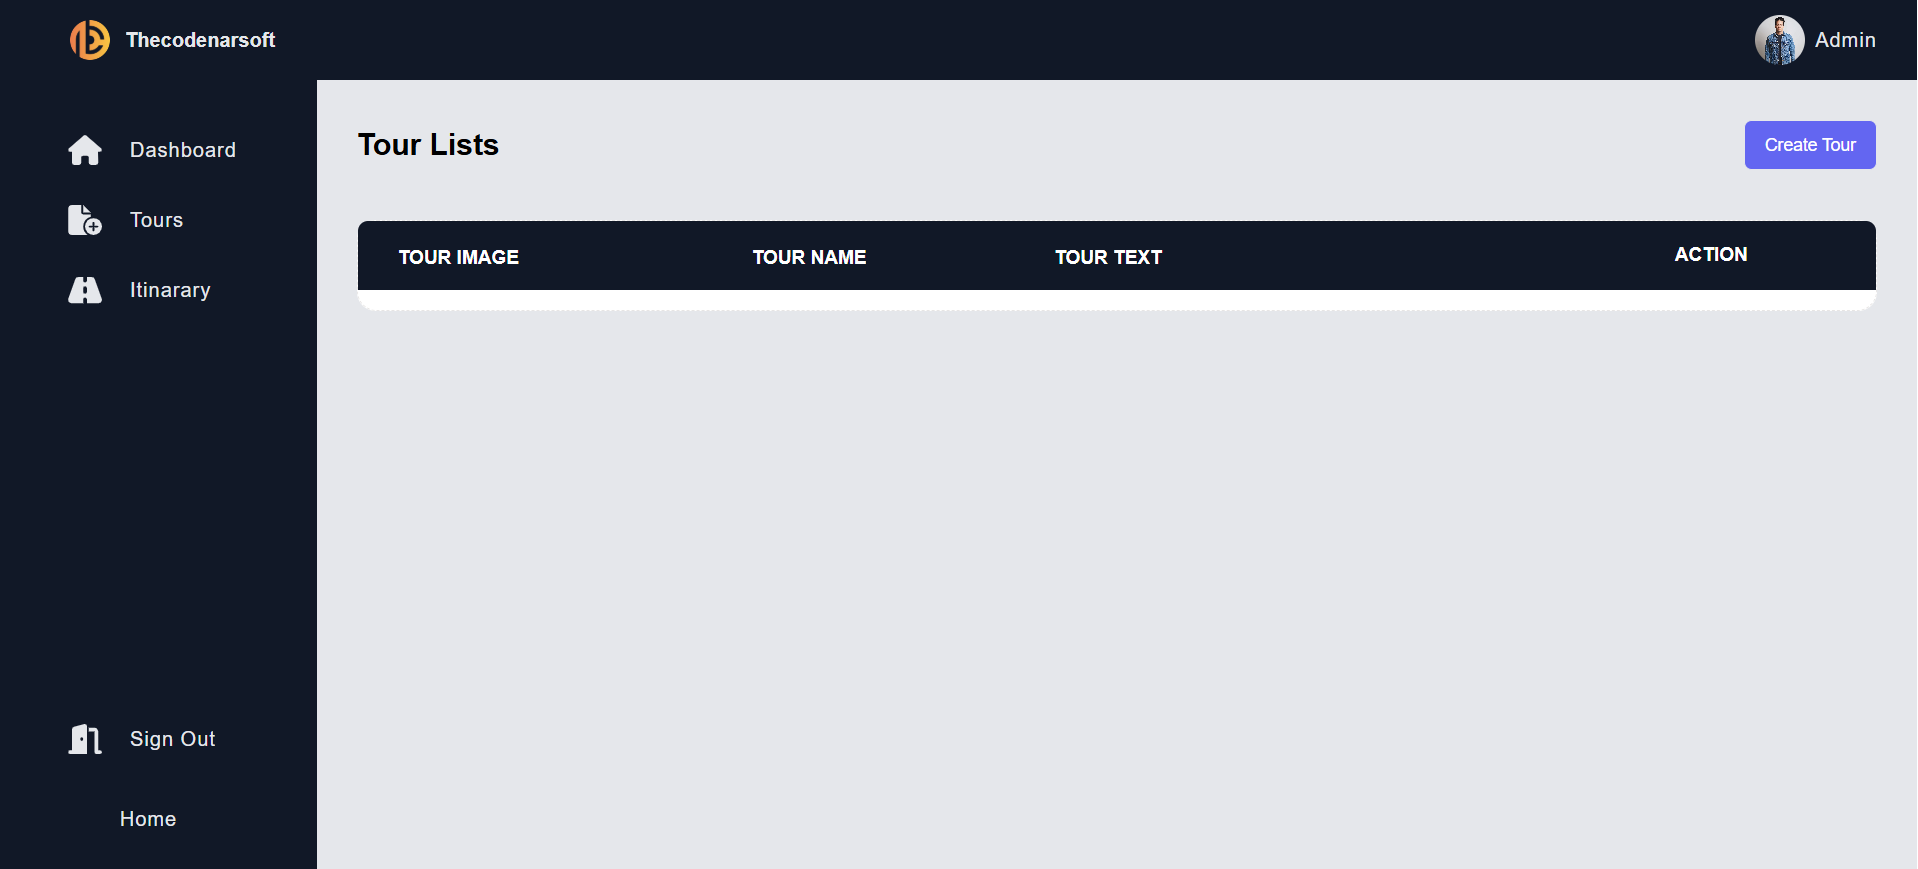 Thecodenarsoft
Admin
Dashboard
Tours
Itinarary
Sign Out
Home
Tour Lists
Create Tour
TOUR IMAGE TOUR NAME TOUR TEXT ACTION